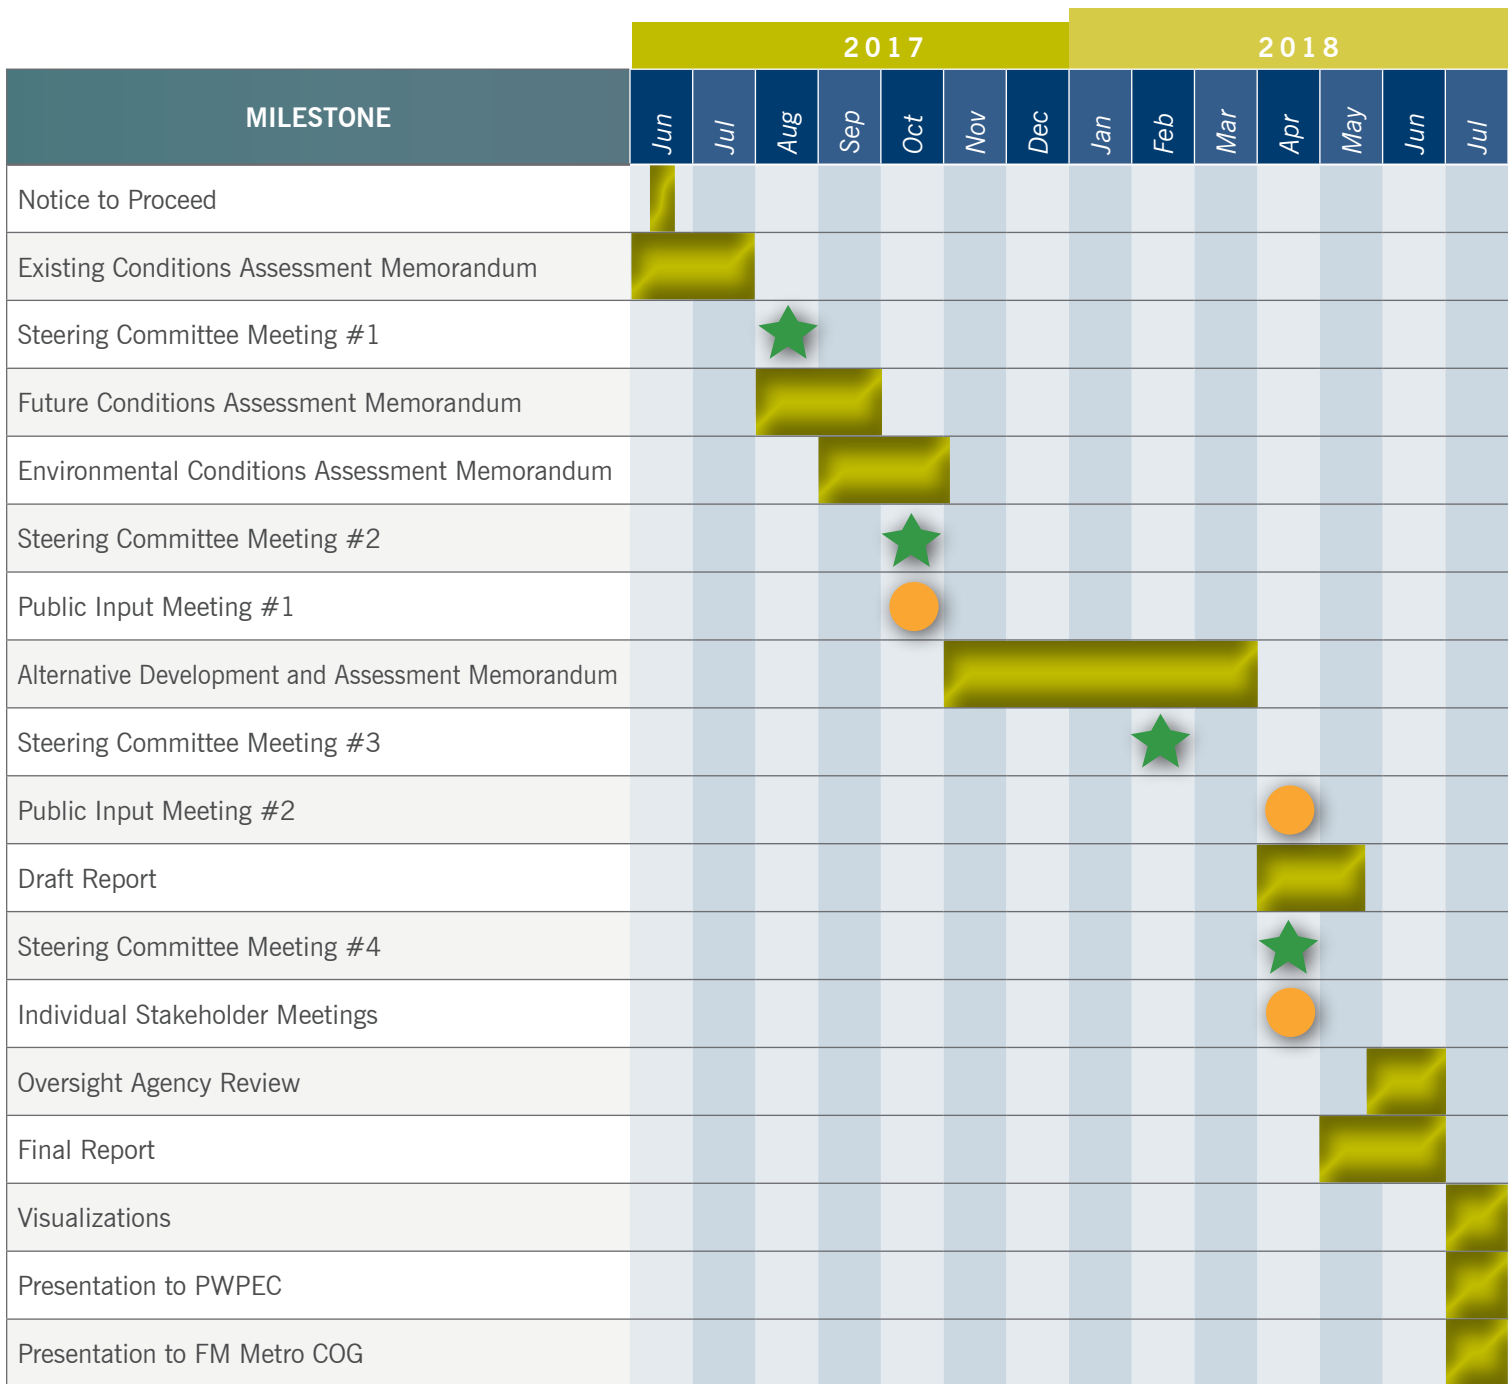 2017 2018
MILESTONE Jun Jul Aug Sep Oct Nov Dec Jan Feb Mar Apr May Jun Jul
Notice to Proceed
Existing Conditions Assessment Memorandum
Steering Committee Meeting #1
Future Conditions Assessment Memorandum
Environmental Conditions Assessment Memorandum
Steering Committee Meeting #2
Public Input Meeting #1
Alternative Development and Assessment Memorandum
Steering Committee Meeting #3
Public Input Meeting #2
Draft Report
Steering Committee Meeting #4
Individual Stakeholder Meetings
Oversight Agency Review
Final Report
Visualizations
Presentation to PWPEC
Presentation to FM Metro COG